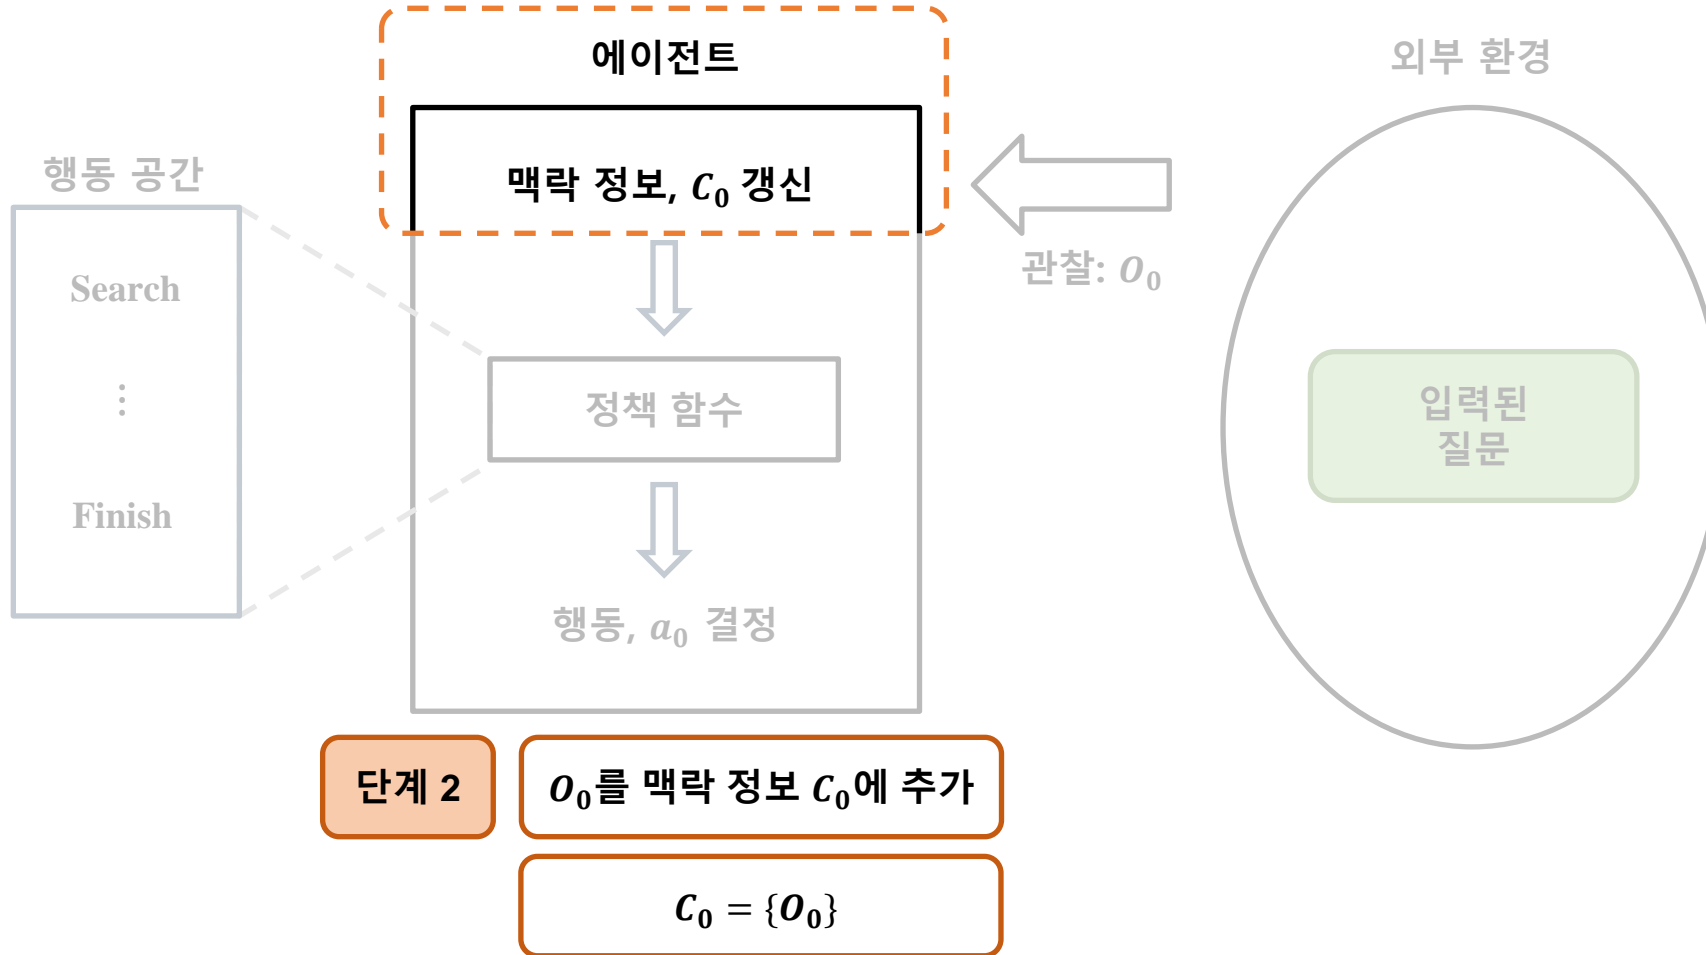 에이전트
외부 환경
행동 공간
맥락 정보, C₀ 갱신
관찰: O₀
Search
⋮
정책 함수
입력된
질문
Finish
행동, a₀ 결정
단계 2
O₀를 맥락 정보 C₀에 추가
C₀ = {O₀}